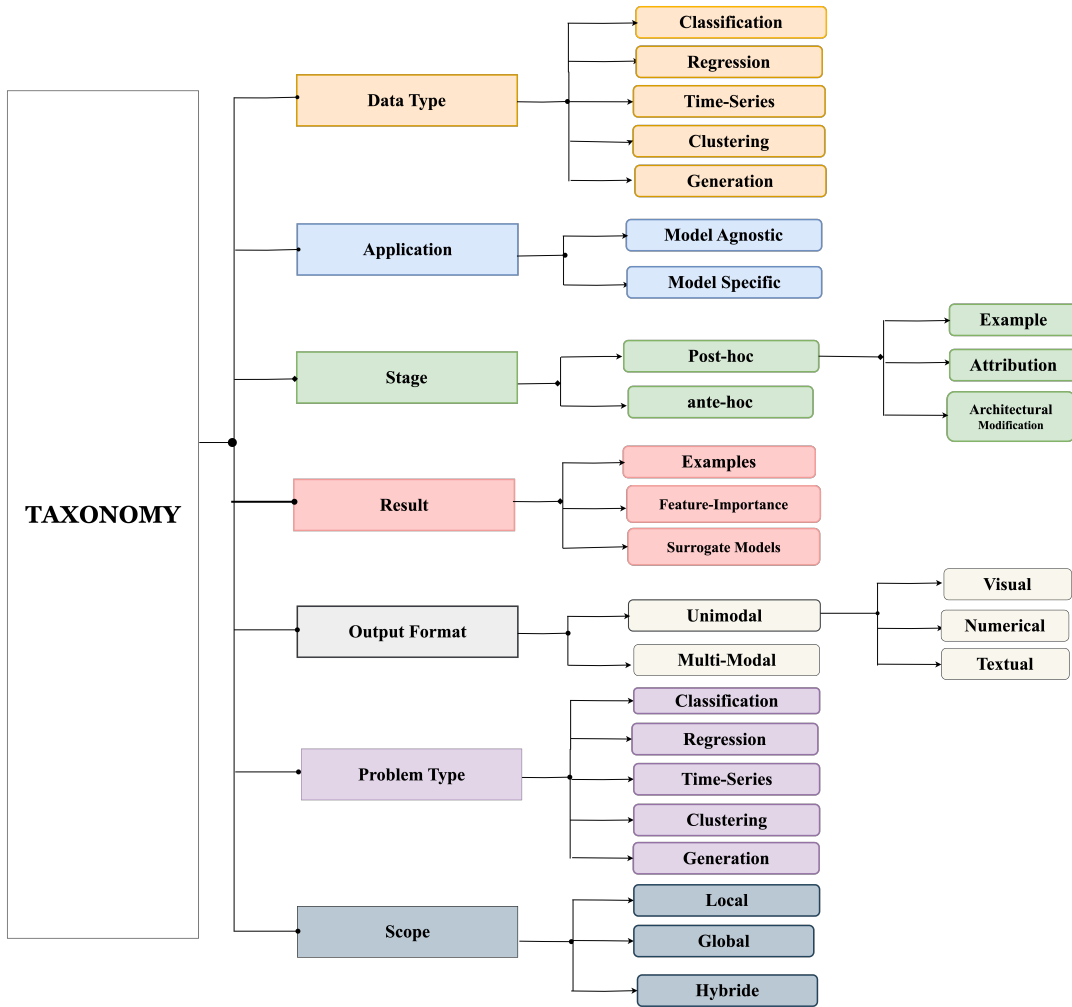 TAXONOMY
Data Type
Classification
Regression
Time-Series
Clustering
Generation
Application
Model Agnostic
Model Specific
Stage
Post-hoc
ante-hoc
Example
Attribution
Architectural
Modification
Result
Examples
Feature-Importance
Surrogate Models
Output Format
Unimodal
Multi-Modal
Visual
Numerical
Textual
Problem Type
Classification
Regression
Time-Series
Clustering
Generation
Scope
Local
Global
Hybride